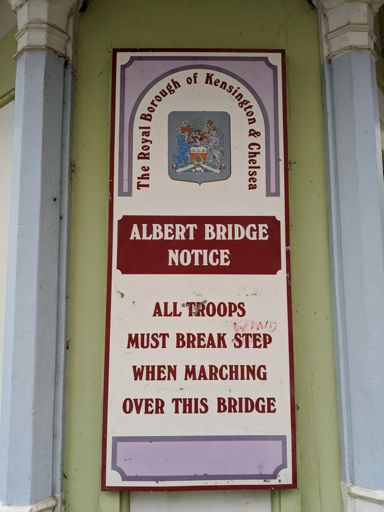 The Royal Borough of Kensington & Chelsea
ALBERT BRIDGE
NOTICE
ALL TROOPS
WIND
MUST BREAK STEP
WHEN MARCHING
OVER THIS BRIDGE